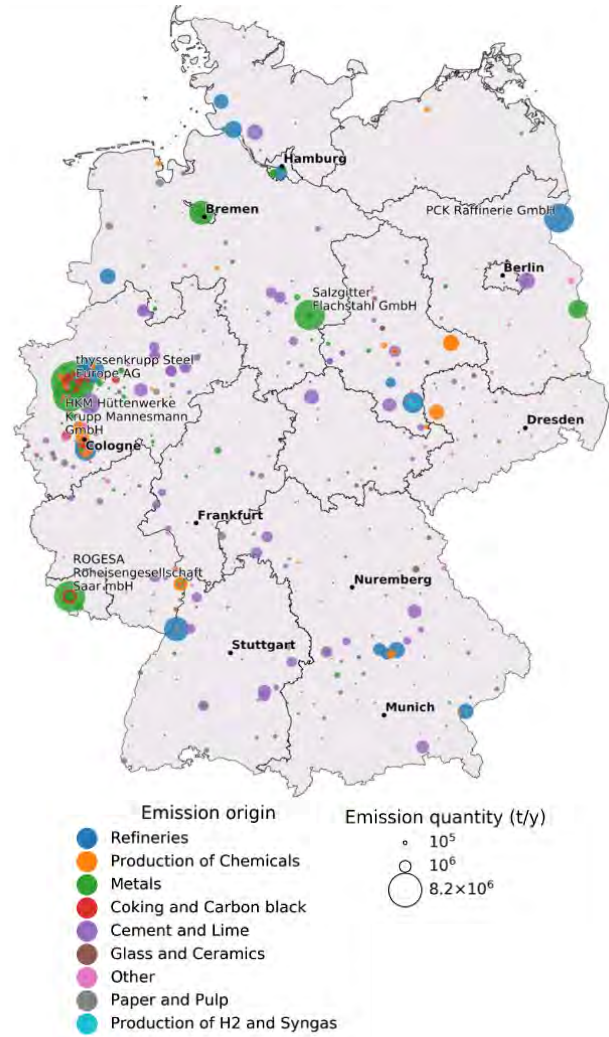 Hamburg
Bremen
PCK Raffinerie GmbH
Berlin
Salzgitter
Flachstahl GmbH
thyssenkrupp Steel
Europe AG
HKM Hüttenwerke
Krupp Mannesmann
GmbH
Cologne
Dresden
Frankfurt
ROGESA
Roheisengesellschaft
Saar mbH
Nuremberg
Stuttgart
Munich
Emission origin
Refineries
Production of Chemicals
Metals
Coking and Carbon black
Cement and Lime
Glass and Ceramics
Other
Paper and Pulp
Production of H2 and Syngas
Emission quantity (t/y)
10⁵
10⁶
8.2×10⁶